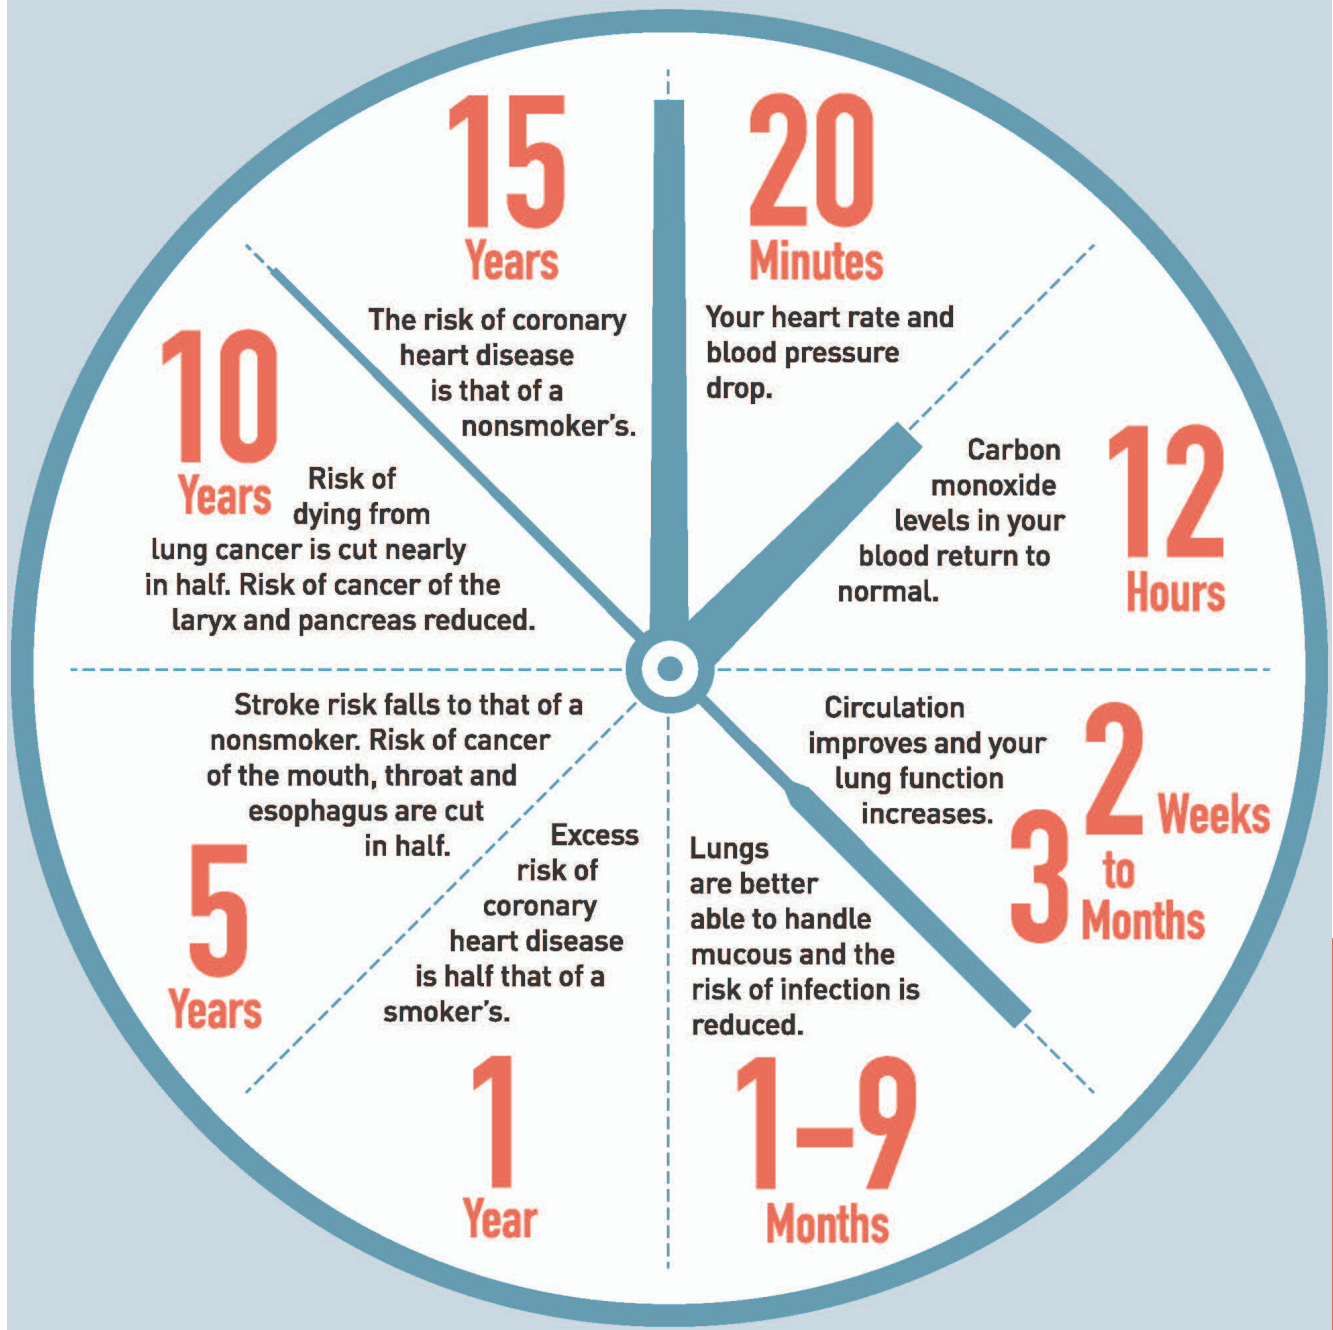 20
Minutes
Your heart rate and
blood pressure
drop.
12
Hours
Carbon
monoxide
levels in your
blood return to
normal.
2 Weeks
to
3 Months
Circulation
improves and your
lung function
increases.
1–9
Months
Lungs
are better
able to handle
mucous and the
risk of infection is
reduced.
1
Year
Excess
risk of
coronary
heart disease
is half that of a
smoker's.
5
Years
Stroke risk falls to that of a
nonsmoker. Risk of cancer
of the mouth, throat and
esophagus are cut
in half.
10
Years
Risk of
dying from
lung cancer is cut nearly
in half. Risk of cancer of the
laryx and pancreas reduced.
15
Years
The risk of coronary
heart disease
is that of a
nonsmoker's.